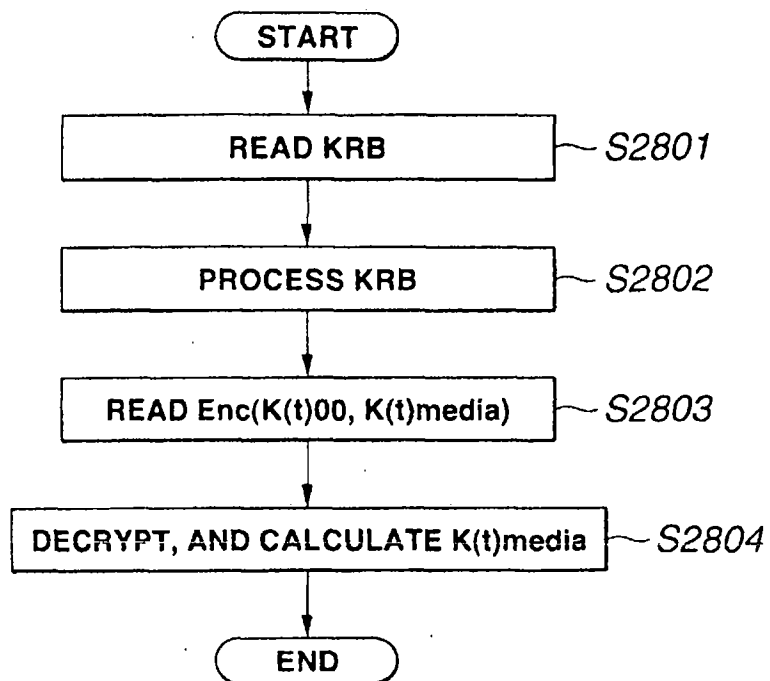 START
READ KRB
S2801
PROCESS KRB
S2802
READ Enc(K(t)00, K(t)media)
S2803
DECRYPT, AND CALCULATE K(t)media
S2804
END